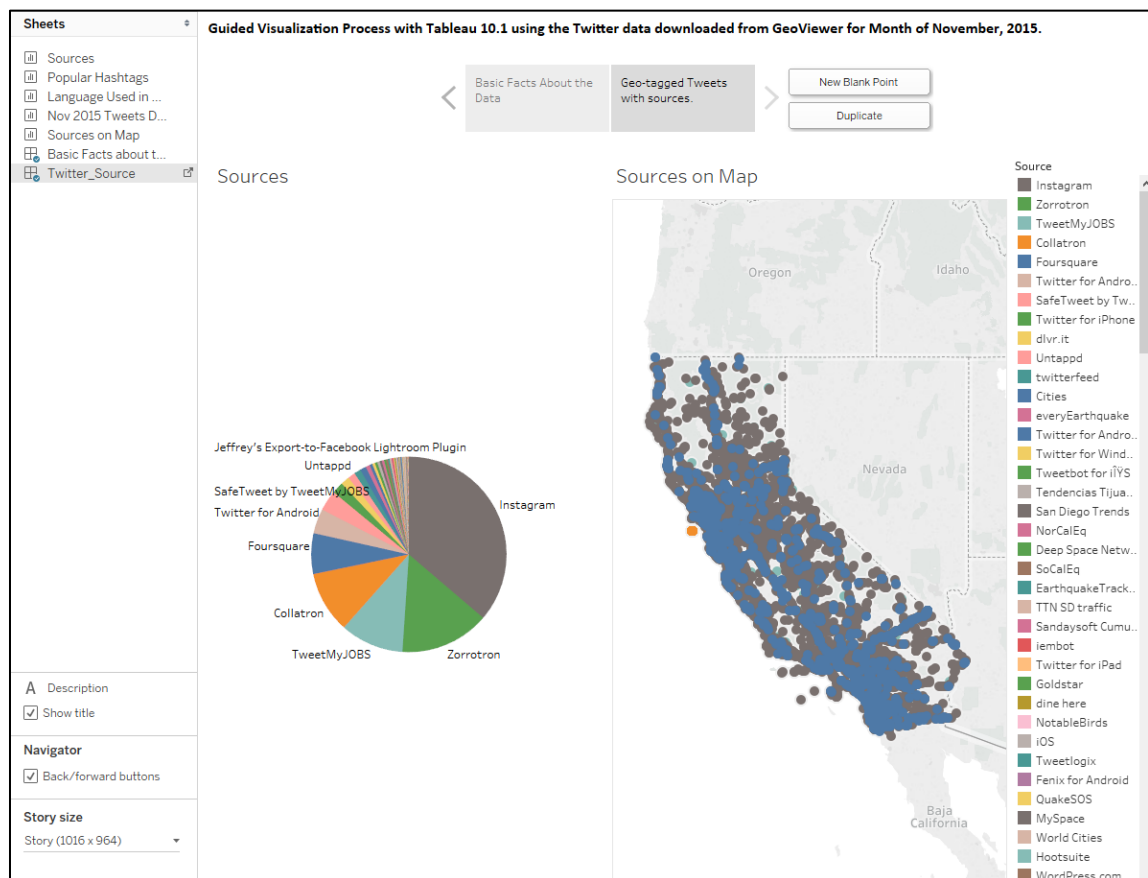 Sheets
Guided Visualization Process with Tableau 10.1 using the Twitter data downloaded from GeoViewer for Month of November, 2015.
Sources
Popular Hashtags
Language Used in ...
Nov 2015 Tweets D...
Sources on Map
Basic Facts about t...
Twitter_Source
Basic Facts About the
Data
Geo-tagged Tweets
with sources.
New Blank Point
Duplicate
Sources
Jeffrey's Export-to-Facebook Lightroom Plugin
Untappd
SafeTweet by TweetMyJOBS
Twitter for Android
Foursquare
Collatron
TweetMyJOBS
Zorrotron
Instagram
Sources on Map
Oregon
Idaho
Nevada
Baja
California
Source
Instagram
Zorrotron
TweetMyJOBS
Collatron
Foursquare
Twitter for Andro..
SafeTweet by Tw..
Twitter for iPhone
dlvr.it
Untappd
twitterfeed
Cities
everyEarthquake
Twitter for Andro..
Twitter for Wind..
Tweetbot for iÎŸS
Tendencias Tijua..
San Diego Trends
NorCalEq
Deep Space Netw..
SoCalEq
EarthquakeTrack..
TTN SD traffic
Sandaysoft Cumu..
iembot
Twitter for iPad
Goldstar
dine here
NotableBirds
iOS
Tweetlogix
Fenix for Android
QuakeSOS
MySpace
World Cities
Hootsuite
WordPress.com
A Description
Show title
Navigator
Back/forward buttons
Story size
Story (1016 x 964)